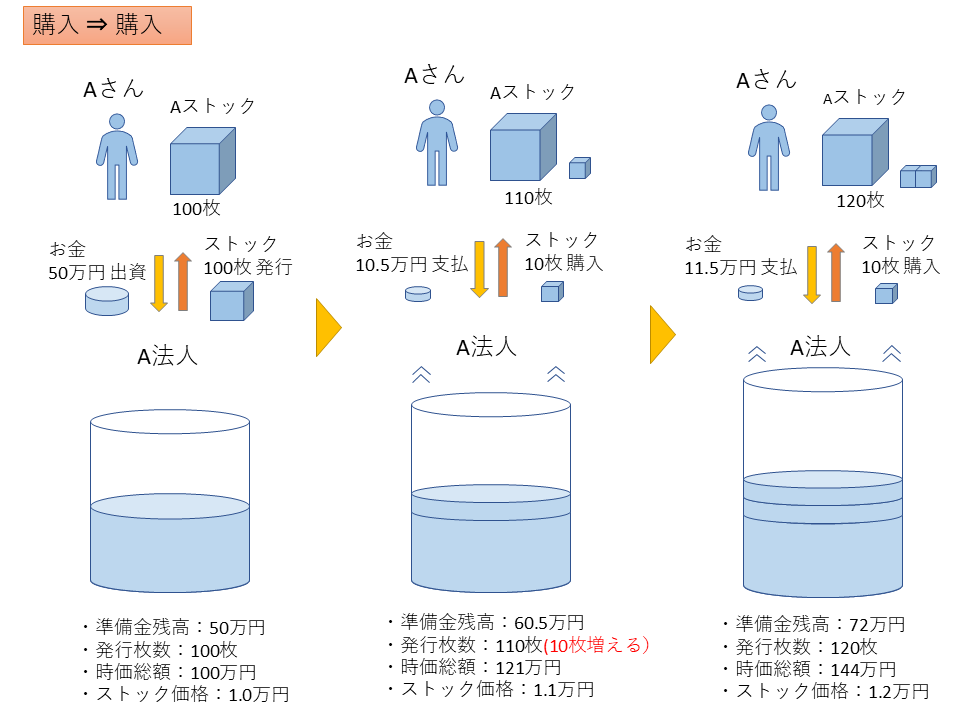 購入 ⇒ 購入
Aさん
Aストック
100枚
お金
50万円 出資
ストック
100枚 発行
A法人
・準備金残高：50万円
・発行枚数：100枚
・時価総額：100万円
・ストック価格：1.0万円
Aさん
Aストック
110枚
お金
10.5万円 支払
ストック
10枚 購入
A法人
・準備金残高：60.5万円
・発行枚数：110枚(10枚増える）
・時価総額：121万円
・ストック価格：1.1万円
Aさん
Aストック
120枚
お金
11.5万円 支払
ストック
10枚 購入
A法人
・準備金残高：72万円
・発行枚数：120枚
・時価総額：144万円
・ストック価格：1.2万円